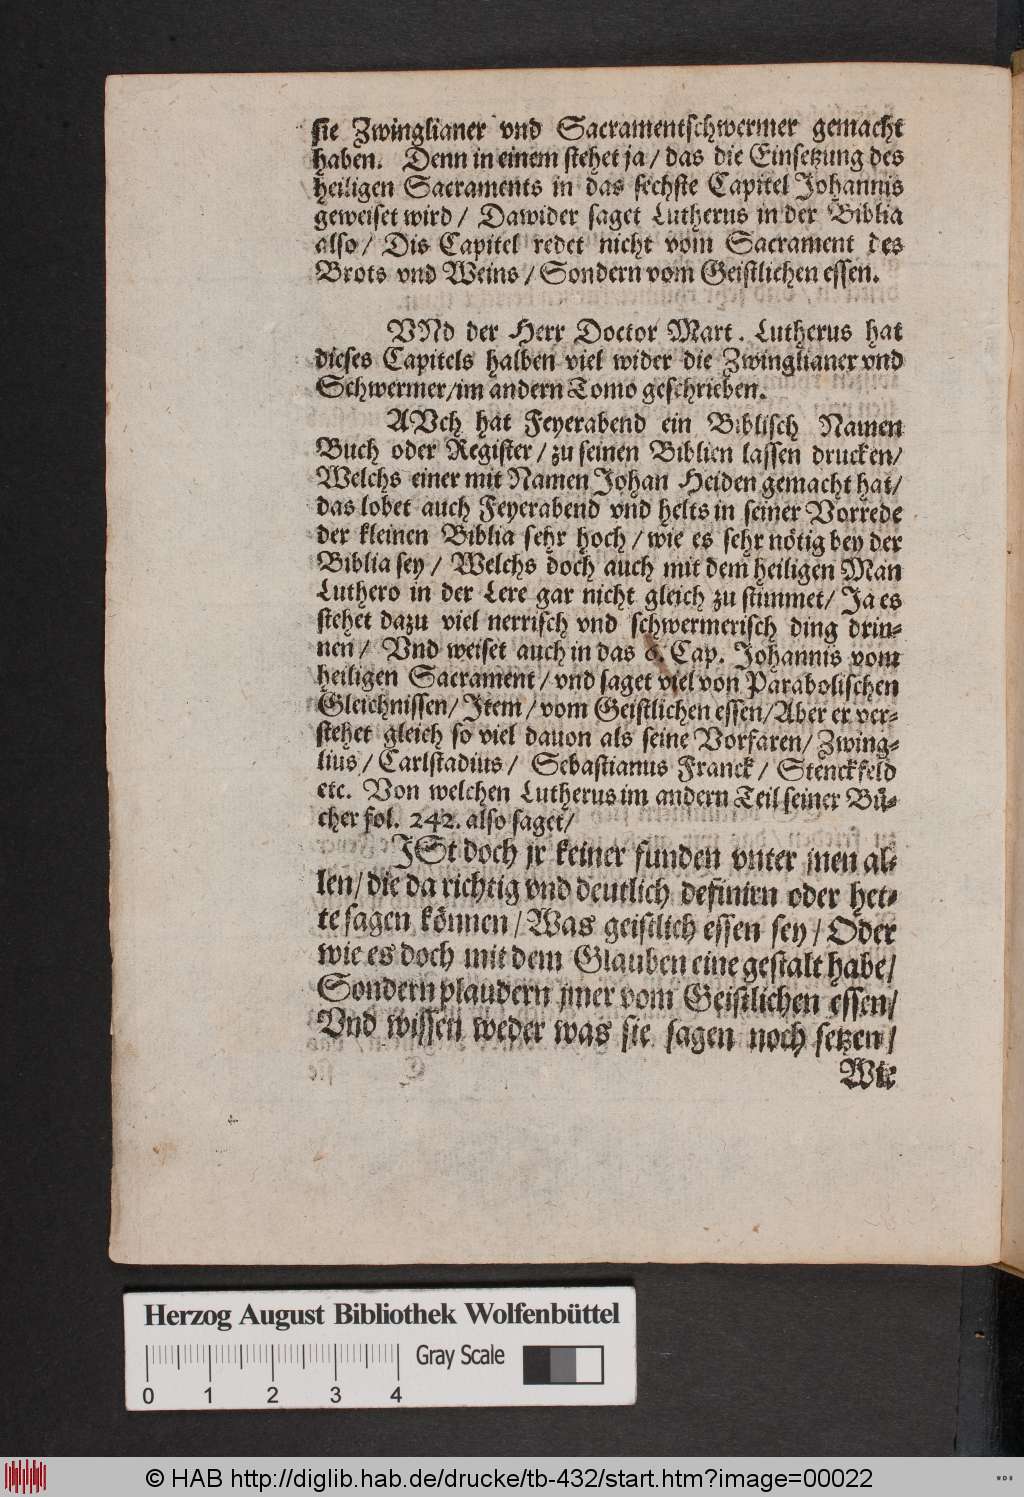 sie Zwinglianer vnd Sacramentschwermer gemacht
haben. Denn in einem stehet ja / das die Einsetzung des
heiligen Sacraments in das sechste Capitel Johannis
geweiset wird / Dawider saget Lutherus in der Biblia
also / Dis Capitel redet nicht vom Sacrament des
Brots vnd Weins / Sondern vom Geistlichen essen.
VNd der Herr Doctor Mart. Lutherus hat
dieses Capitels halben viel wider die Zwinglianer vnd
Schwermer/im andern Tomo geschrieben.
AVch hat Feyerabend ein Biblisch Namen
Buch oder Register / zu seinen Biblien lassen drucken/
Welchs einer mit Namen Johan Heiden gemacht hat/
das lobet auch Feyerabend vnd helts in seiner Vorrede
der kleinen Biblia sehr hoch / wie es sehr nötig bey der
Biblia sey / Welchs doch auch mit dem heiligen Man
Luthero in der Lere gar nicht gleich zu stimmet/ Ja es
stehet dazu viel nerrisch vnd schwermerisch ding drin-
nen / Vnd weiset auch in das 6. Cap. Johannis vom
heiligen Sacrament / vnd saget viel von Parabolischen
Gleichnissen/ Item / vom Geistlichen essen/Aber er ver-
stehet gleich so viel dauon als seine Vorfaren/ Zwing-
lius / Carlstadius / Sebastianus Franck / Stenckfeld
etc. Von welchen Lutherus im andern Teil seiner Bü-
cher fol. 242. also saget/
JSt doch jr keiner funden vnter jnen al-
len/ die da richtig vnd deutlich definirn oder het-
te sagen können / Was geistlich essen sey / Oder
wie es doch mit dem Glauben eine gestalt habe/
Sondern plaudern jmer vom Geistlichen essen/
Vnd wissen weder was sie sagen noch setzen /
Wie
Herzog August Bibliothek Wolfenbüttel
Gray Scale
0 1 2 3 4
© HAB http://diglib.hab.de/drucke/tb-432/start.htm?image=00022